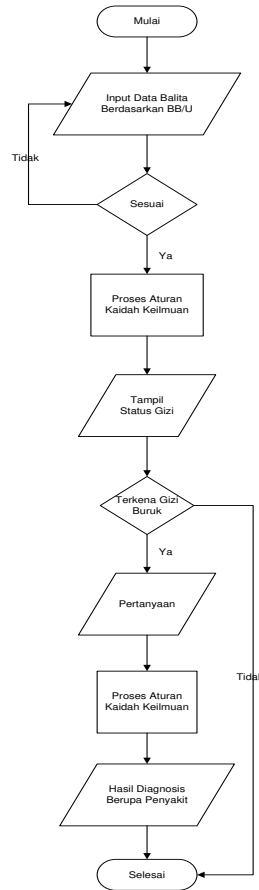 Mulai
Input Data Balita
Berdasarkan BB/U
Tidak
Sesuai
Ya
Proses Aturan
Kaidah Keilmuan
Tampil
Status Gizi
Terkena Gizi
Buruk
Ya
Pertanyaan
Tidak
Proses Aturan
Kaidah Keilmuan
Hasil Diagnosis
Berupa Penyakit
Selesai